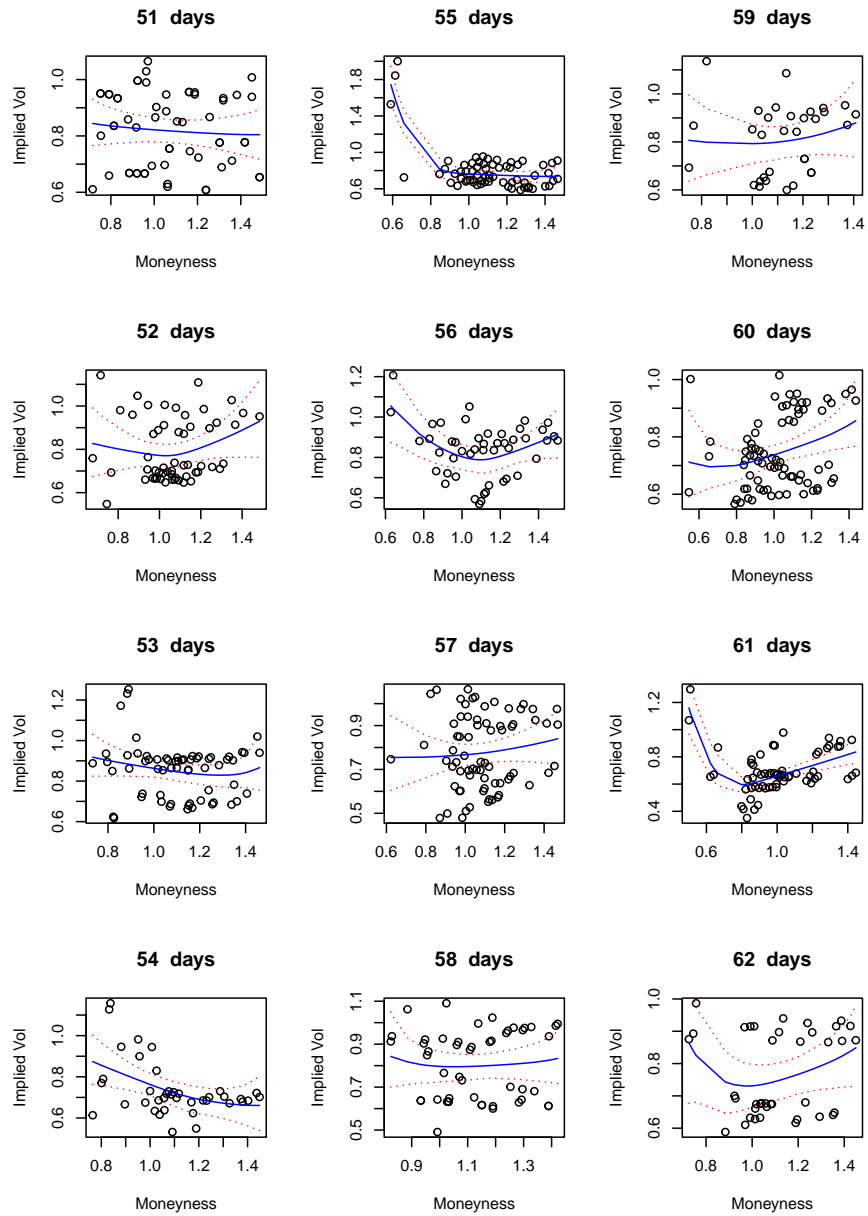 51 days
Implied Vol
0.6 0.8 1.0
0.8 1.0 1.2 1.4
Moneyness
55 days
Implied Vol
0.6 1.0 1.4 1.8
0.6 0.8 1.0 1.2 1.4
Moneyness
59 days
Implied Vol
0.6 0.8 1.0
0.8 1.0 1.2 1.4
Moneyness
52 days
Implied Vol
0.6 0.8 1.0
0.8 1.0 1.2 1.4
Moneyness
56 days
Implied Vol
0.6 0.8 1.0 1.2
0.6 0.8 1.0 1.2 1.4
Moneyness
60 days
Implied Vol
0.6 0.8 1.0
0.6 0.8 1.0 1.2 1.4
Moneyness
53 days
Implied Vol
0.6 0.8 1.0 1.2
0.8 1.0 1.2 1.4
Moneyness
57 days
Implied Vol
0.5 0.7 0.9
0.6 0.8 1.0 1.2 1.4
Moneyness
61 days
Implied Vol
0.4 0.8 1.2
0.6 1.0 1.4
Moneyness
54 days
Implied Vol
0.6 0.8 1.0
0.8 1.0 1.2 1.4
Moneyness
58 days
Implied Vol
0.5 0.7 0.9 1.1
0.9 1.1 1.3
Moneyness
62 days
Implied Vol
0.6 0.8 1.0
0.8 1.0 1.2 1.4
Moneyness